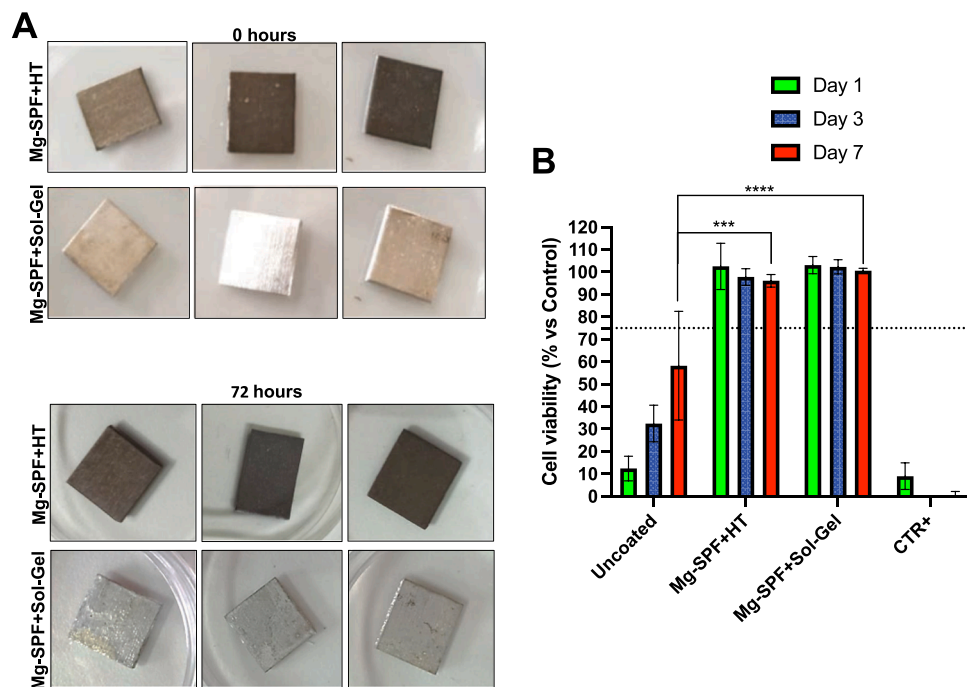 A
0 hours
Mg-SPF+HT
Mg-SPF+Sol-Gel
72 hours
Mg-SPF+HT
Mg-SPF+Sol-Gel
Day 1
Day 3
Day 7
B
****
***
Cell viability (% vs Control)
120
110
100
90
80
70
60
50
40
30
20
10
0
Uncoated
Mg-SPF+HT
Mg-SPF+Sol-Gel
CTR+